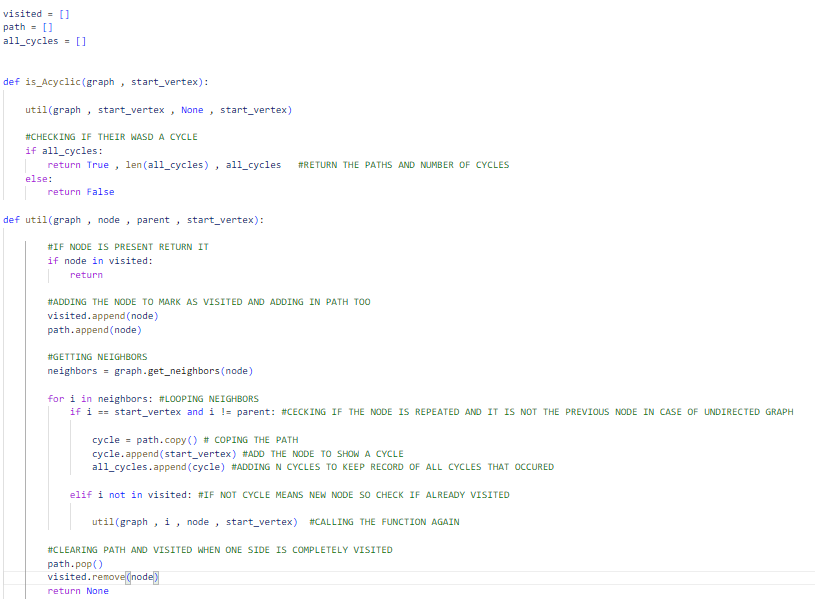 visited = []
path = []
all_cycles = []
def is_Acyclic(graph , start_vertex):
util(graph , start_vertex , None , start_vertex)
#CHECKING IF THEIR WASD A CYCLE
if all_cycles:
return True , len(all_cycles) , all_cycles #RETURN THE PATHS AND NUMBER OF CYCLES
else:
return False
def util(graph , node , parent , start_vertex):
#IF NODE IS PRESENT RETURN IT
if node in visited:
return
#ADDING THE NODE TO MARK AS VISITED AND ADDING IN PATH TOO
visited.append(node)
path.append(node)
#GETTING NEIGHBORS
neighbors = graph.get_neighbors(node)
for i in neighbors: #LOOPING NEIGHBORS
if i == start_vertex and i != parent: #CECKING IF THE NODE IS REPEATED AND IT IS NOT THE PREVIOUS NODE IN CASE OF UNDIRECTED GRAPH
cycle = path.copy() # COPING THE PATH
cycle.append(start_vertex) #ADD THE NODE TO SHOW A CYCLE
all_cycles.append(cycle) #ADDING N CYCLES TO KEEP RECORD OF ALL CYCLES THAT OCCURED
elif i not in visited: #IF NOT CYCLE MEANS NEW NODE SO CHECK IF ALREADY VISITED
util(graph , i , node , start_vertex) #CALLING THE FUNCTION AGAIN
#CLEARING PATH AND VISITED WHEN ONE SIDE IS COMPLETELY VISITED
path.pop()
visited.remove(node)
return None